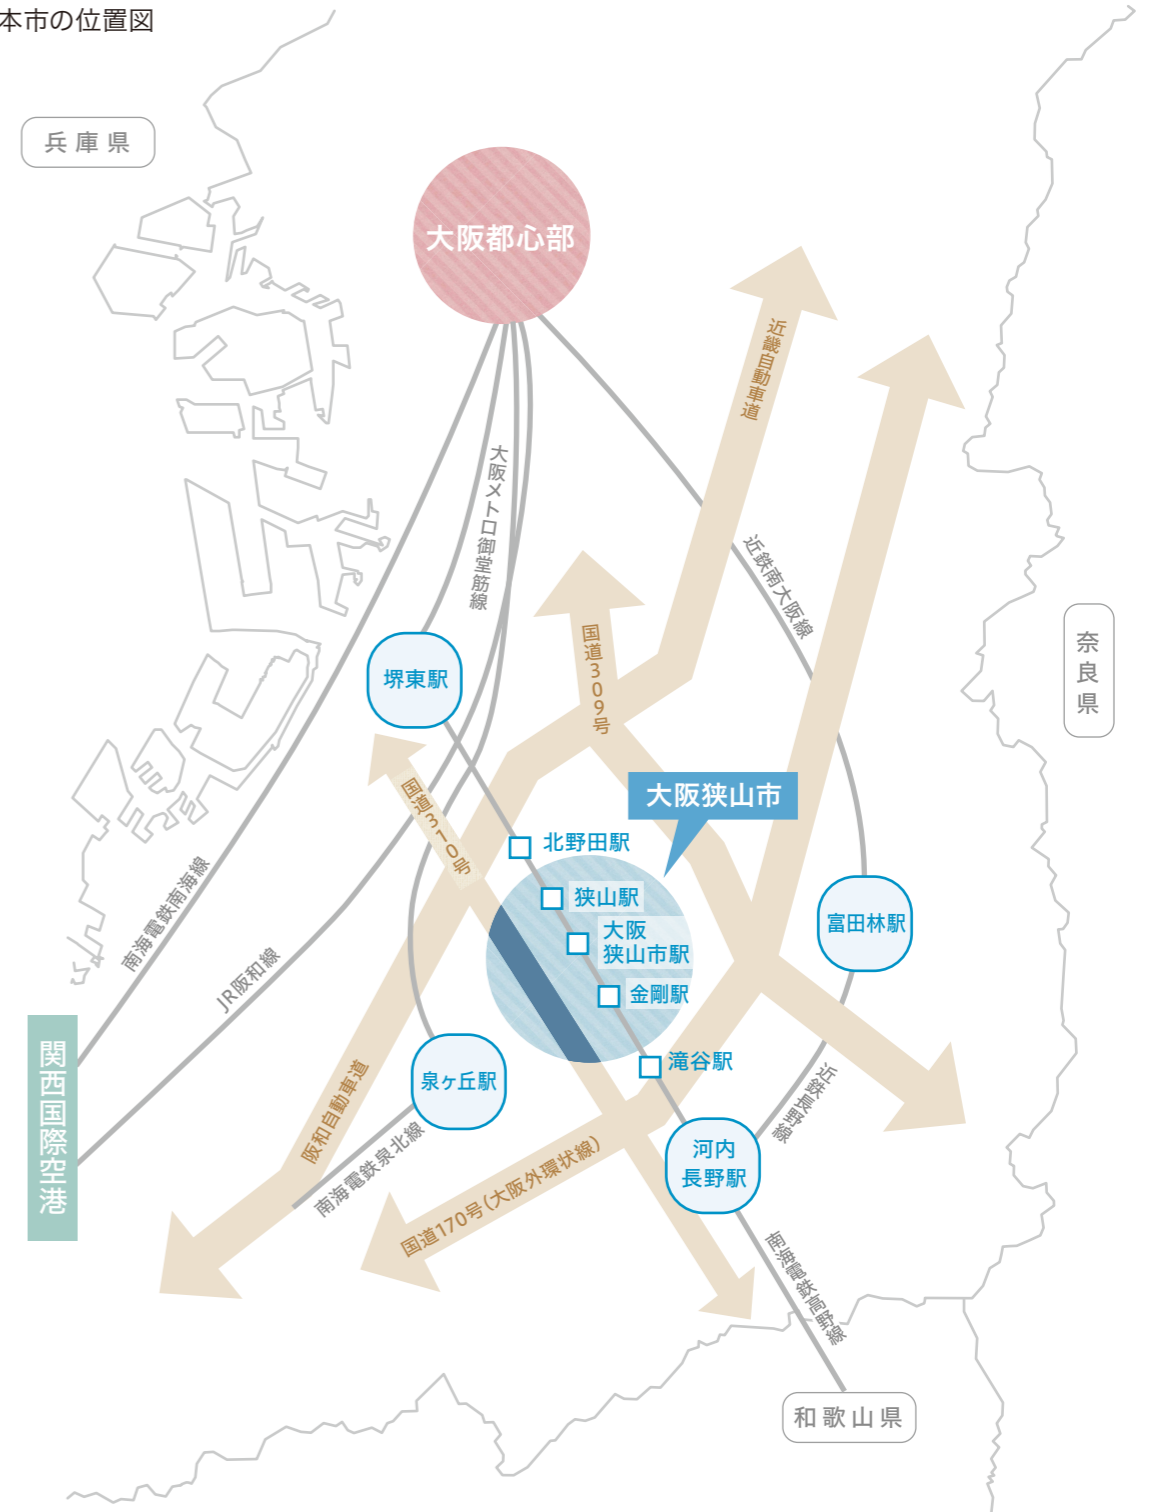 本市の位置図
兵庫県
大阪都心部
近畿自動車道
大阪メトロ御堂筋線
近鉄南大阪線
国道309号
奈良県
堺東駅
国道310号
大阪狭山市
北野田駅
南海電鉄南海線
狭山駅
大阪
狭山市駅
富田林駅
JR阪和線
金剛駅
関西国際空港
滝谷駅
泉ヶ丘駅
阪和自動車道
近鉄長野線
南海電鉄泉北線
河内
長野駅
国道170号(大阪外環状線)
南海電鉄高野線
和歌山県